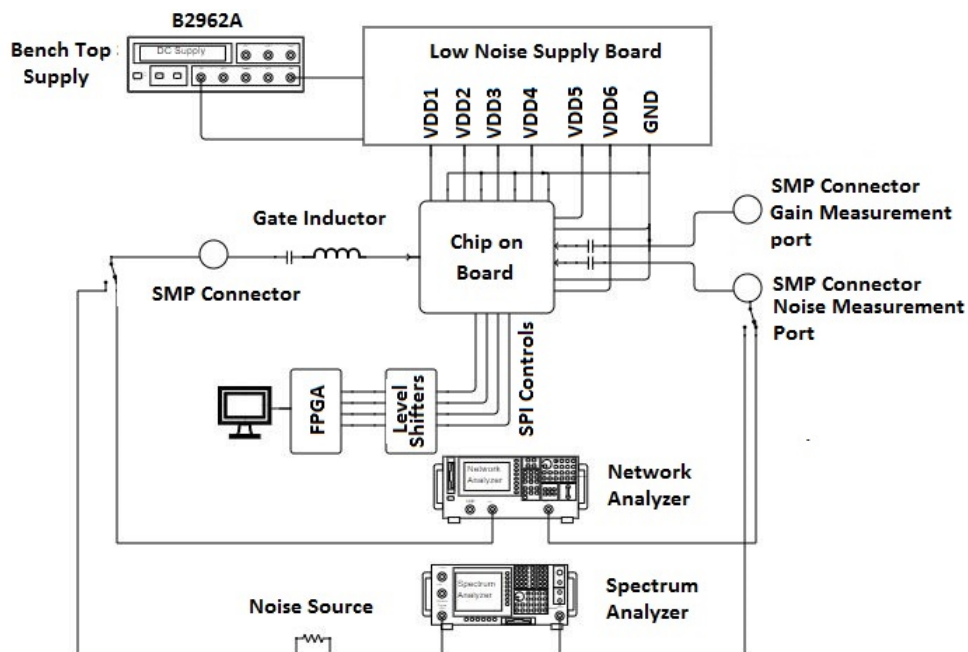 B2962A
Bench Top
Supply
DC Supply
Low Noise Supply Board
VDD1
VDD2
VDD3
VDD4
VDD5
VDD6
GND
SMP Connector
Gain Measurement
port
Gate Inductor
Chip on
Board
SMP Connector
SMP Connector
Noise Measurement
Port
FPGA
Level
Shifters
SPI Controls
Network
Analyzer
Network
Analyzer
Spectrum
Analyzer
Spectrum
Analyzer
Noise Source